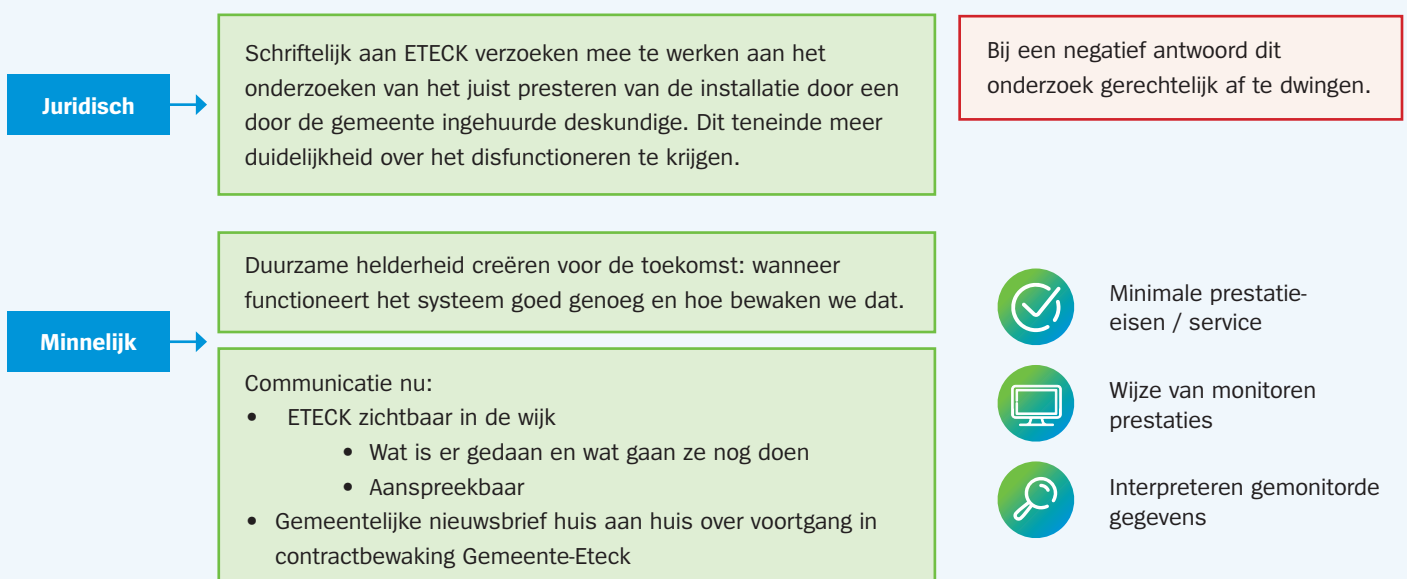 Juridisch
Schriftelijk aan ETECK verzoeken mee te werken aan het
onderzoeken van het juist presteren van de installatie door een
door de gemeente ingehuurde deskundige. Dit teneinde meer
duidelijkheid over het disfunctioneren te krijgen.
Bij een negatief antwoord dit
onderzoek gerechtelijk af te dwingen.
Minnelijk
Duurzame helderheid creëren voor de toekomst: wanneer
functioneert het systeem goed genoeg en hoe bewaken we dat.
Communicatie nu:
• ETECK zichtbaar in de wijk
• Wat is er gedaan en wat gaan ze nog doen
• Aanspreekbaar
• Gemeentelijke nieuwsbrief huis aan huis over voortgang in
contractbewaking Gemeente-Eteck
Minimale prestatie-
eisen / service
Wijze van monitoren
prestaties
Interpreteren gemonitorde
gegevens